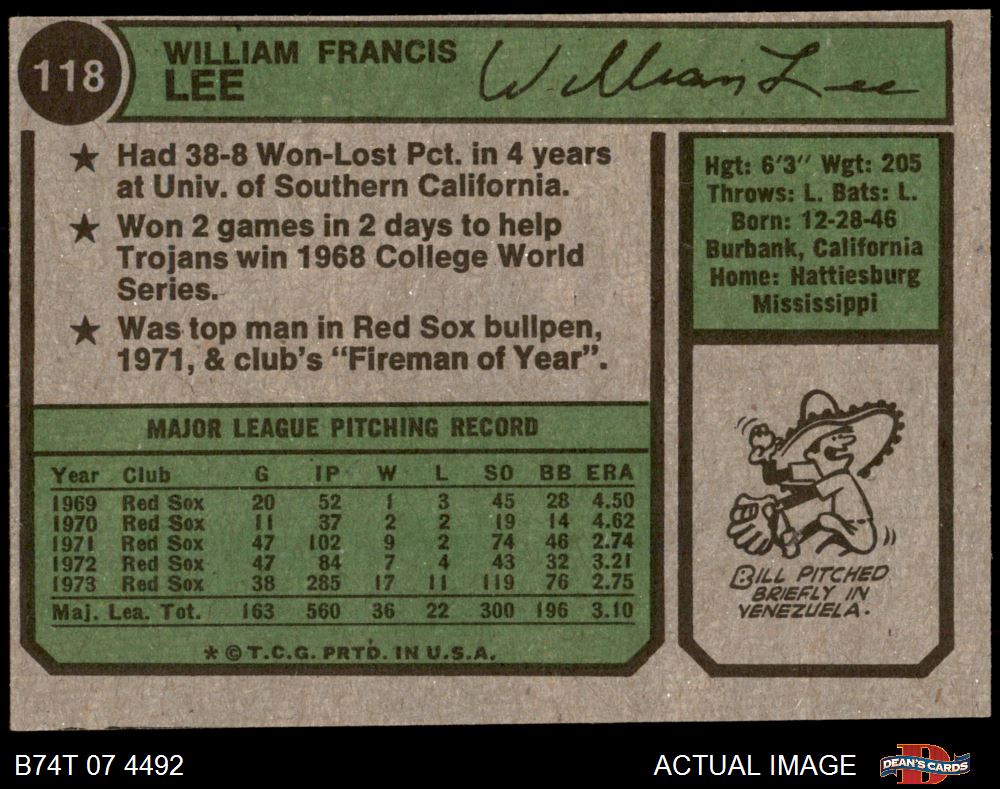 118
WILLIAM FRANCIS
LEE
William Lee
★ Had 38-8 Won-Lost Pct. in 4 years
at Univ. of Southern California.
★ Won 2 games in 2 days to help
Trojans win 1968 College World
Series.
★ Was top man in Red Sox bullpen,
1971, & club's "Fireman of Year".
Hgt: 6'3" Wgt: 205
Throws: L. Bats: L.
Born: 12-28-46
Burbank, California
Home: Hattiesburg
Mississippi
MAJOR LEAGUE PITCHING RECORD
Year Club G IP W L SO BB ERA
1969 Red Sox 20 52 1 3 45 28 4.50
1970 Red Sox 11 37 2 2 19 14 4.62
1971 Red Sox 47 102 9 2 74 46 2.74
1972 Red Sox 47 84 7 4 43 32 3.21
1973 Red Sox 38 285 17 11 119 76 2.75
Maj. Lea. Tot. 163 560 36 22 300 196 3.10
* © T.C.G. PRTD. IN U.S.A.
BILL PITCHED
BRIEFLY IN
VENEZUELA.
B74T 07 4492
ACTUAL IMAGE
DEAN'S CARDS